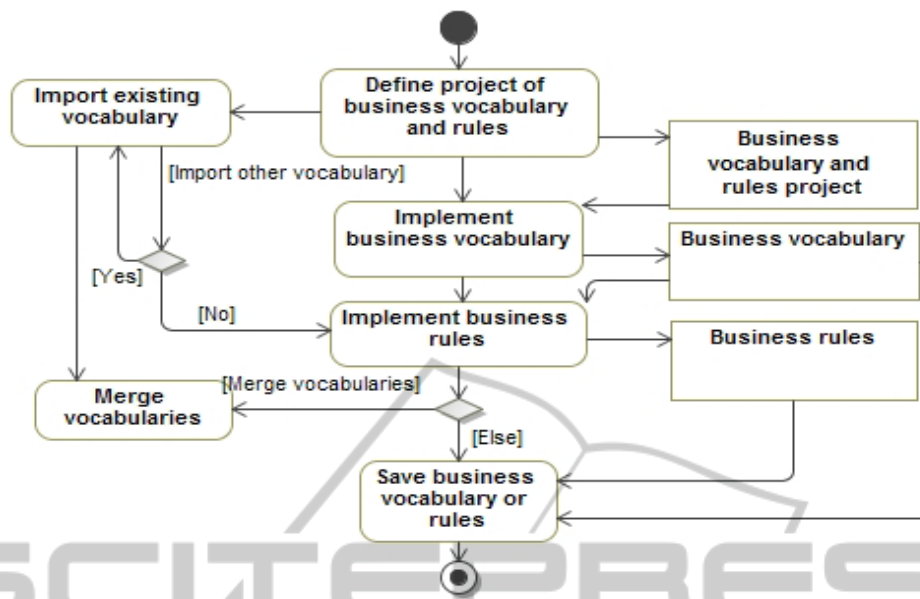 Define project of
business vocabulary
and rules
Import existing
vocabulary
Business
vocabulary and
rules project
[Import other vocabulary]
Implement
business vocabulary
Business vocabulary
[Yes]
[No]
Implement business
rules
Business rules
[Merge vocabularies]
Merge
vocabularies
[Else]
Save business
vocabulary or
rules
SCITEPRES